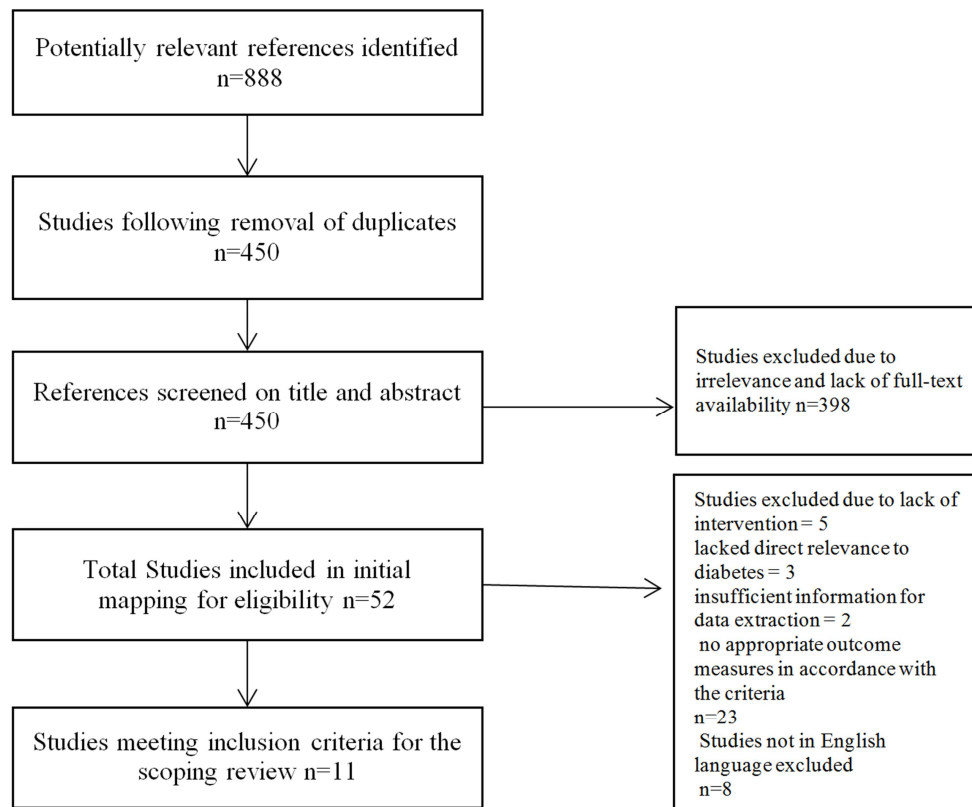 Potentially relevant references identified
n=888
Studies following removal of duplicates
n=450
References screened on title and abstract
n=450
Studies excluded due to
irrelevance and lack of full-text
availability n=398
Total Studies included in initial
mapping for eligibility n=52
Studies excluded due to lack of
intervention = 5
lacked direct relevance to
diabetes = 3
insufficient information for
data extraction = 2
no appropriate outcome
measures in accordance with
the criteria
n=23
Studies not in English
language excluded
n=8
Studies meeting inclusion criteria for the
scoping review n=11